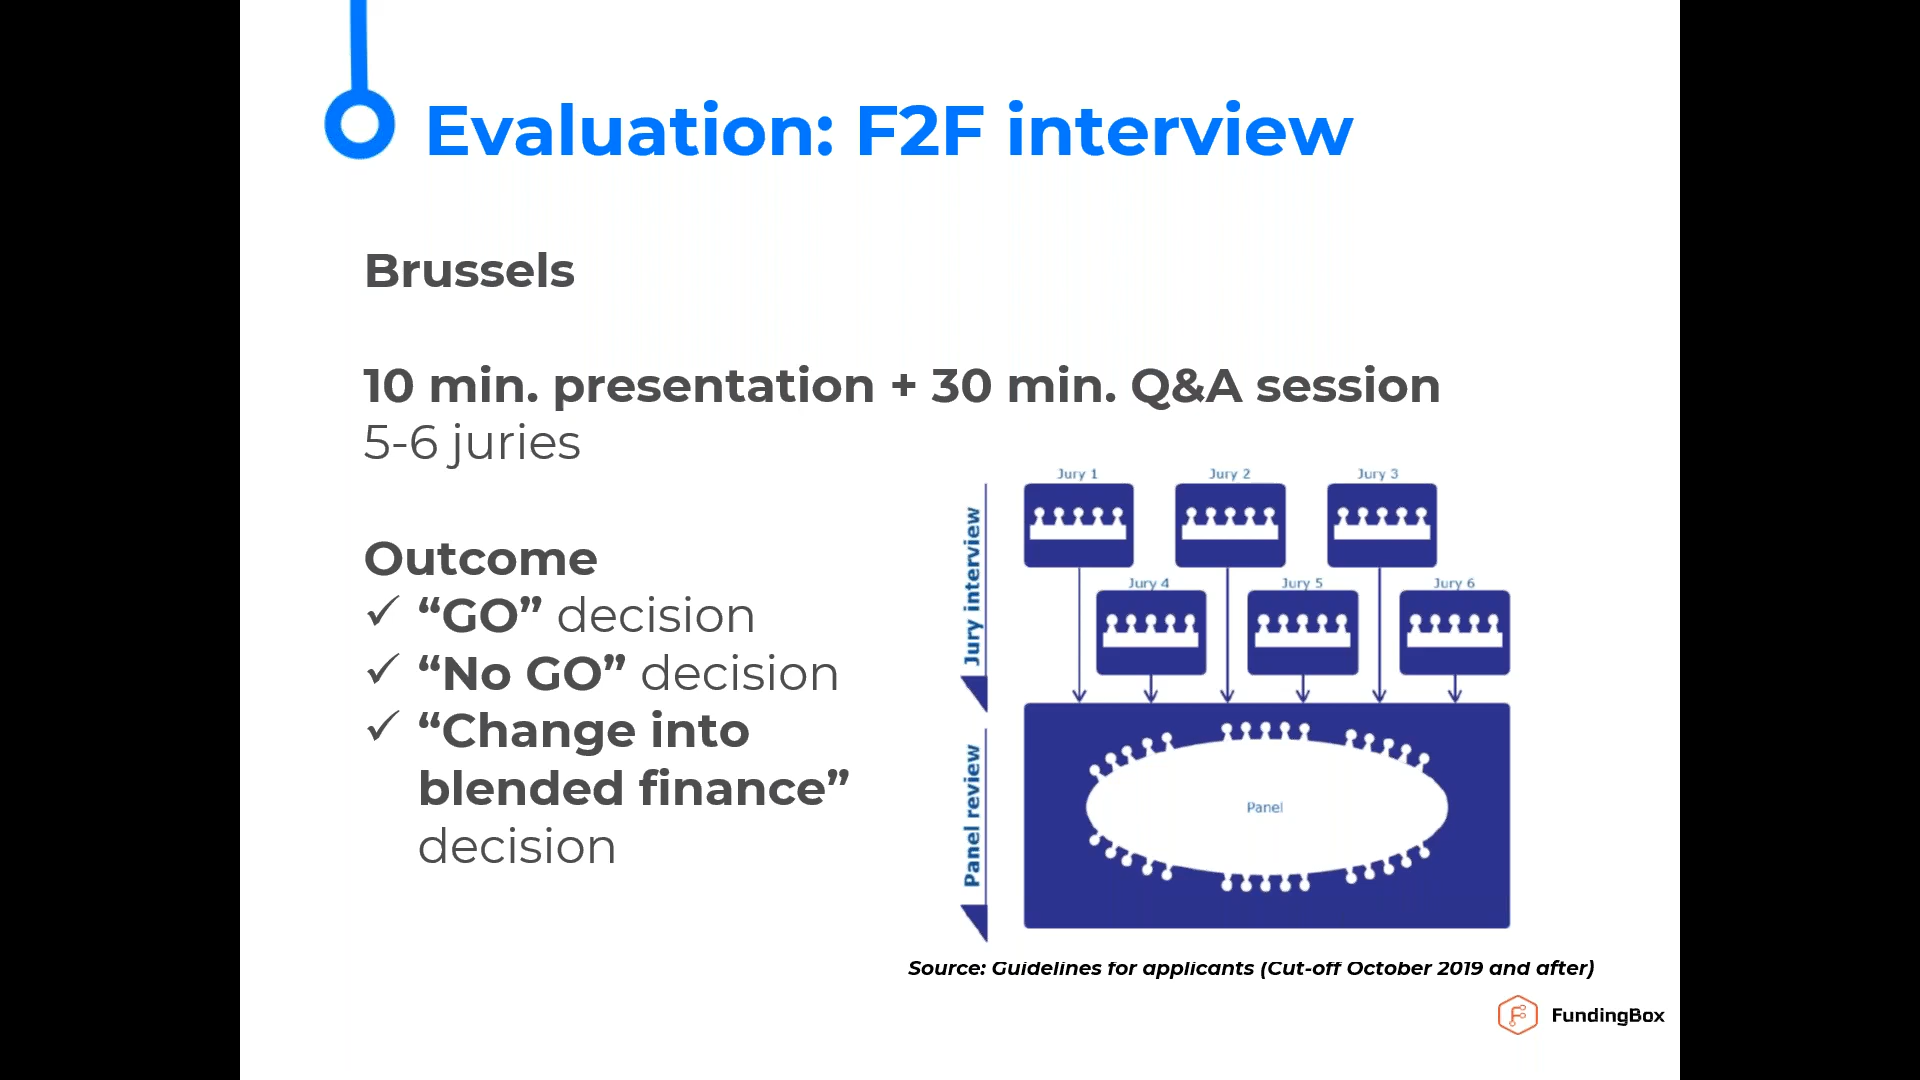 Evaluation: F2F interview
Brussels
10 min. presentation + 30 min. Q&A session
5-6 juries
Outcome
✓ “GO” decision
✓ “No GO” decision
✓ “Change into
blended finance”
decision
Jury interview
Jury 1
Jury 2
Jury 3
Jury 4
Jury 5
Jury 6
Panel review
Panel
Source: Guidelines for applicants (Cut-off October 2019 and after)
FundingBox